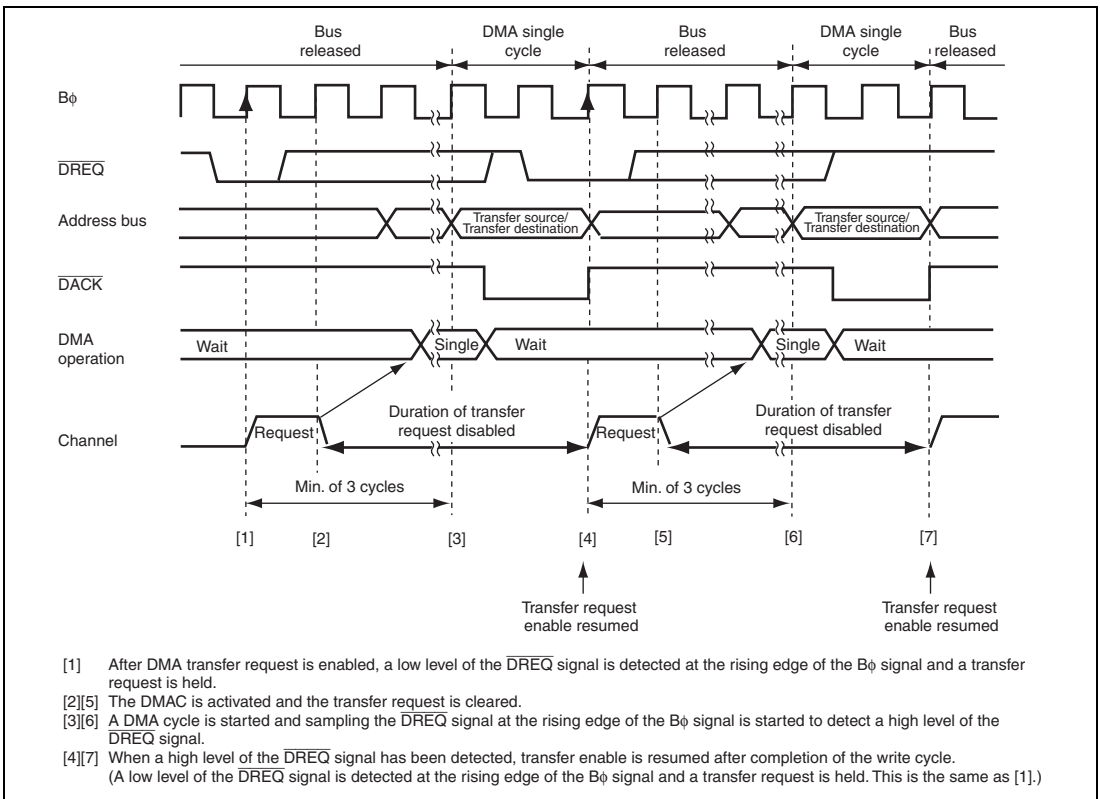 Bus released
DMA single cycle
Bus released
DMA single cycle
Bus released
Bϕ
DREQ
Address bus
Transfer source/
Transfer destination
Transfer source/
Transfer destination
DACK
DMA operation
Wait
Single
Wait
Single
Wait
Channel
Request
Duration of transfer
request disabled
Request
Duration of transfer
request disabled
Min. of 3 cycles
Min. of 3 cycles
[1] [2] [3] [4] [5] [6] [7]
Transfer request
enable resumed
Transfer request
enable resumed
[1] After DMA transfer request is enabled, a low level of the DREQ signal is detected at the rising edge of the Bϕ signal and a transfer
request is held.
[2][5] The DMAC is activated and the transfer request is cleared.
[3][6] A DMA cycle is started and sampling the DREQ signal at the rising edge of the Bϕ signal is started to detect a high level of the
DREQ signal.
[4][7] When a high level of the DREQ signal has been detected, transfer enable is resumed after completion of the write cycle.
(A low level of the DREQ signal is detected at the rising edge of the Bϕ signal and a transfer request is held. This is the same as [1].)